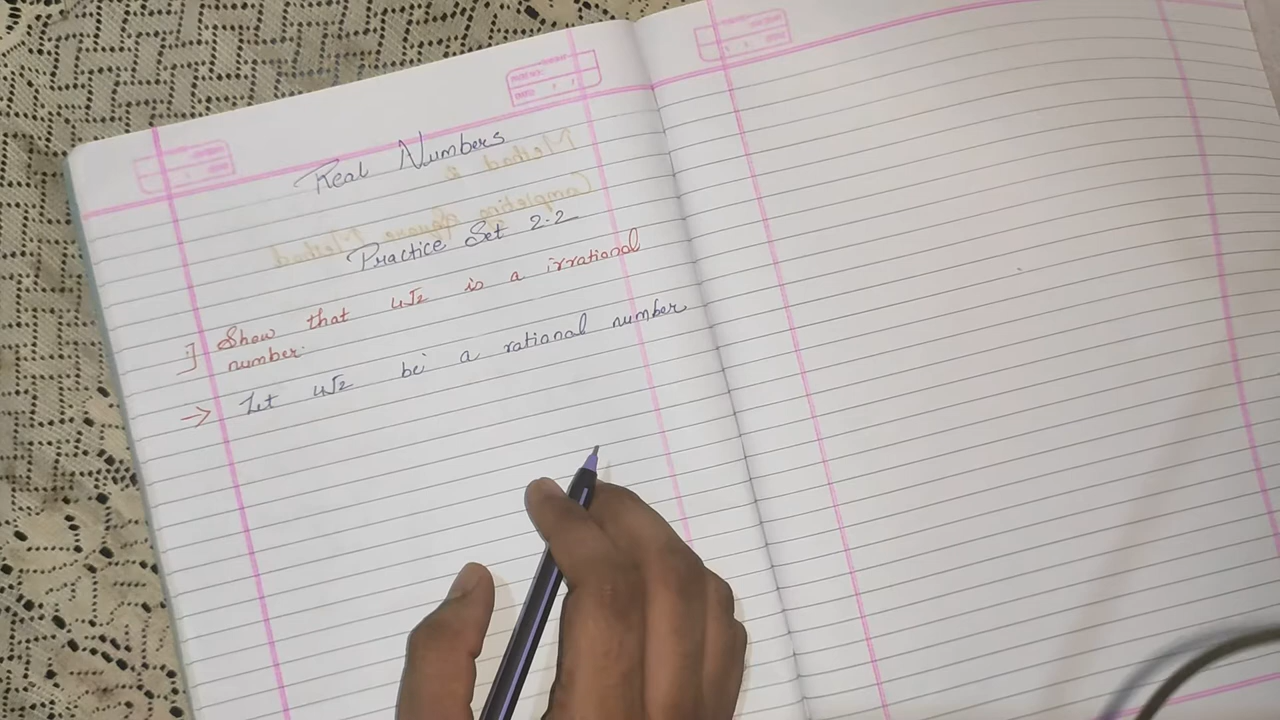 Real Numbers
Practice Set 2.2
1] Show that 4√2 is a irrational
number.
→ Let 4√2 be a rational number